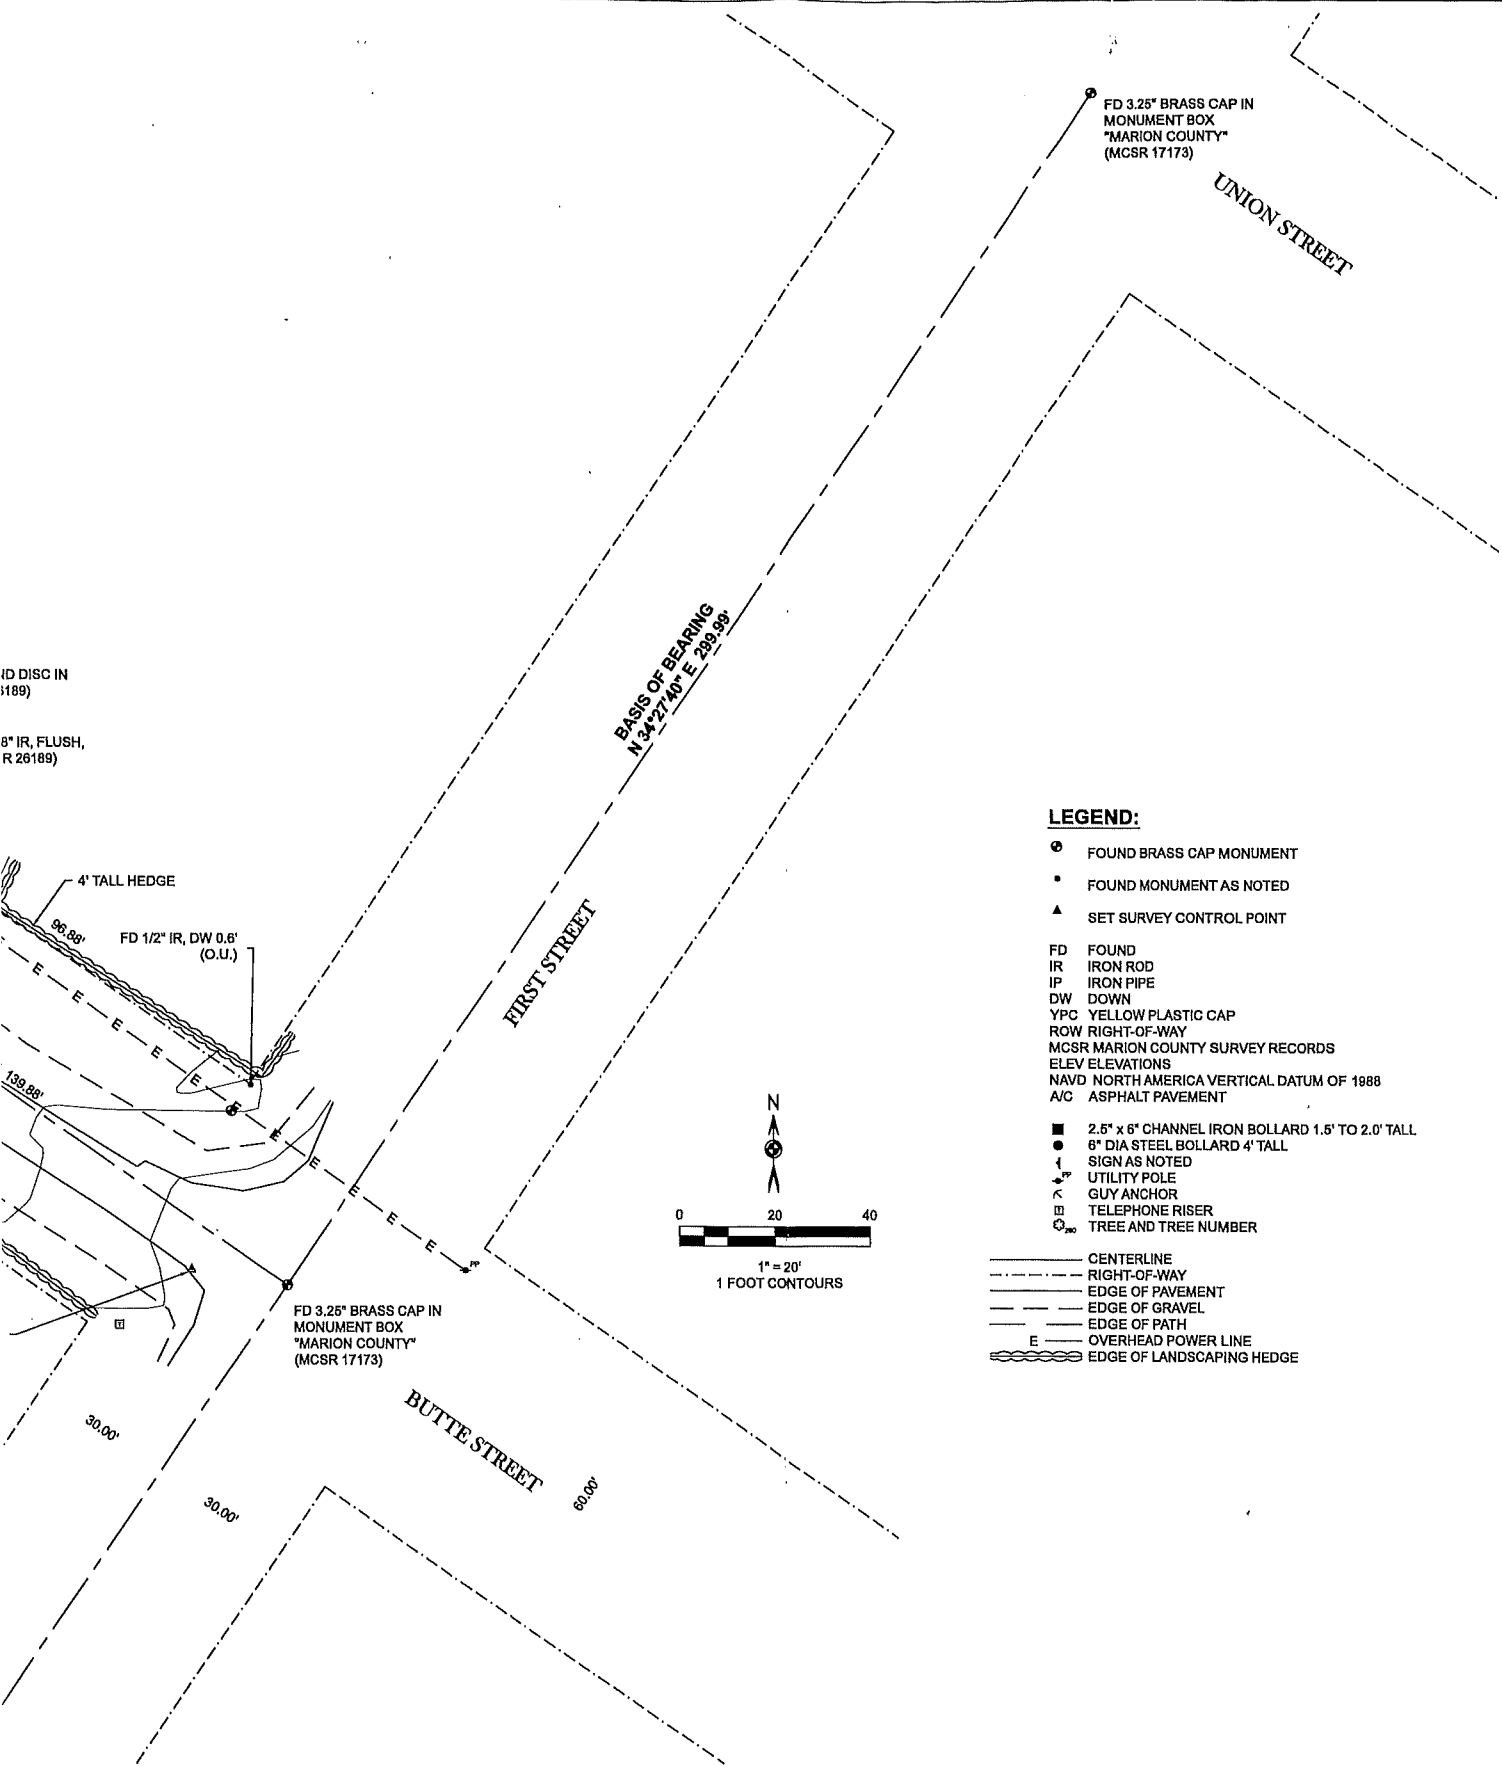 FD 3.25" BRASS CAP IN
MONUMENT BOX
"MARION COUNTY"
(MCSR 17173)
UNION STREET
BASIS OF BEARING
N 34°27'40" E 299.99'
DISC IN
8" IR, FLUSH,
R 26189)
4' TALL HEDGE
96.88'
FD 1/2" IR, DW 0.6'
(O.U.)
FIRST STREET
E
E
E
E
E
E
E
E
E
E
E
139.88'
PP
T
FD 3.25" BRASS CAP IN
MONUMENT BOX
"MARION COUNTY"
(MCSR 17173)
BUTTE STREET
30.00'
30.00'
60.00'
N
0 20 40
1" = 20'
1 FOOT CONTOURS
LEGEND:
FOUND BRASS CAP MONUMENT
FOUND MONUMENT AS NOTED
SET SURVEY CONTROL POINT
FD FOUND
IR IRON ROD
IP IRON PIPE
DW DOWN
YPC YELLOW PLASTIC CAP
ROW RIGHT-OF-WAY
MCSR MARION COUNTY SURVEY RECORDS
ELEV ELEVATIONS
NAVD NORTH AMERICA VERTICAL DATUM OF 1988
A/C ASPHALT PAVEMENT
2.5" x 6" CHANNEL IRON BOLLARD 1.5' TO 2.0' TALL
6" DIA STEEL BOLLARD 4' TALL
SIGN AS NOTED
PP UTILITY POLE
GUY ANCHOR
T TELEPHONE RISER
TREE AND TREE NUMBER
CENTERLINE
RIGHT-OF-WAY
EDGE OF PAVEMENT
EDGE OF GRAVEL
EDGE OF PATH
E OVERHEAD POWER LINE
EDGE OF LANDSCAPING HEDGE